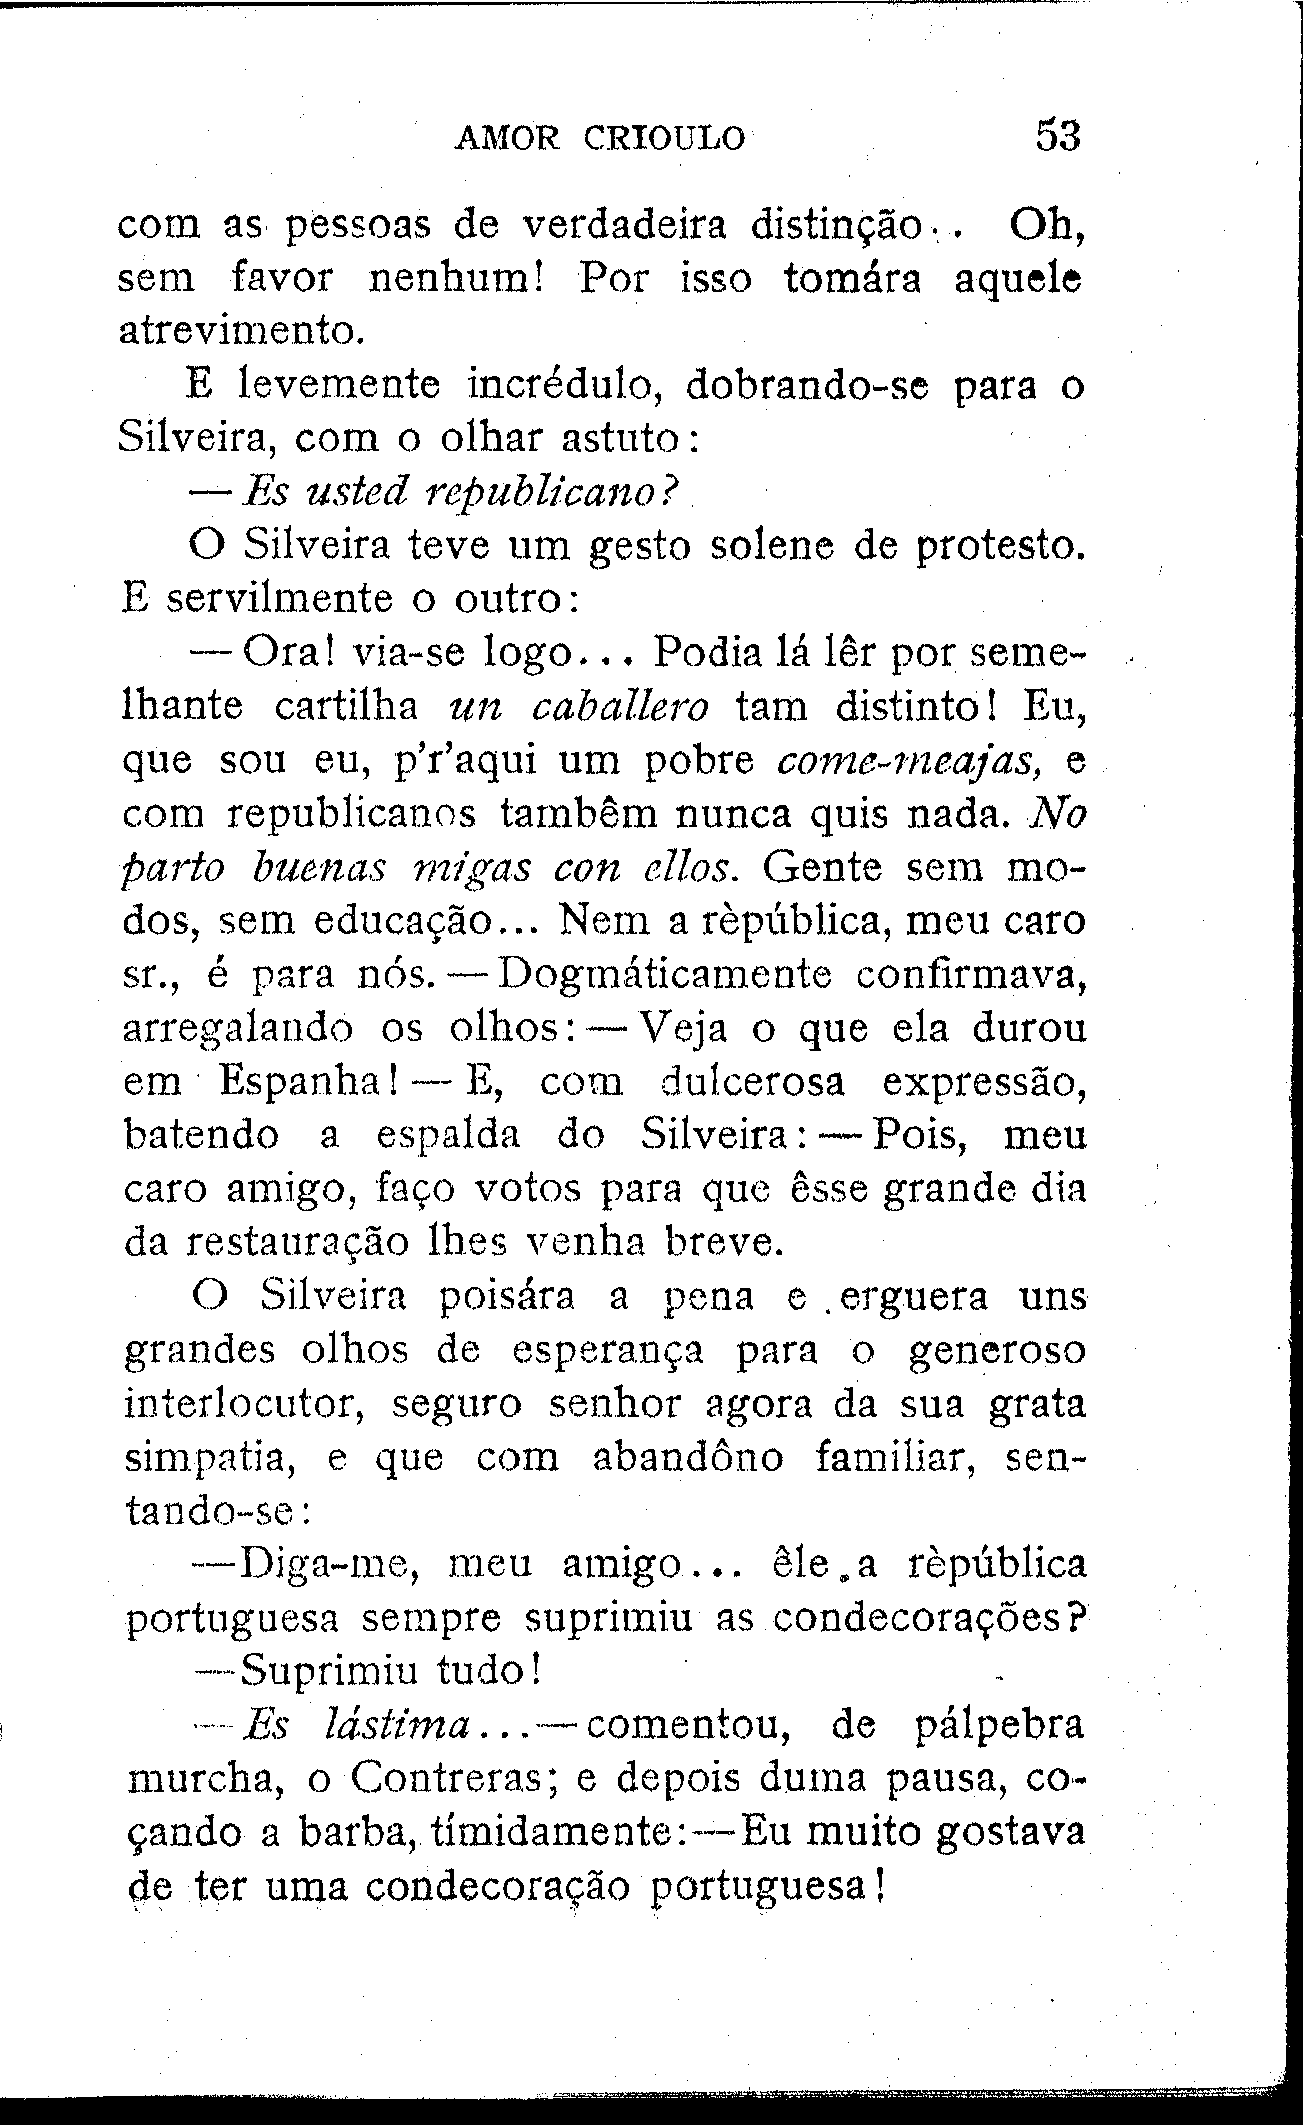 AMOR CRIOULO 53
com as pessoas de verdadeira distinção.. Oh,
sem favor nenhum! Por isso tomára aquele
atrevimento.
E levemente incrédulo, dobrando-se para o
Silveira, com o olhar astuto:
— Es usted republicano?
O Silveira teve um gesto solene de protesto.
E servilmente o outro:
— Ora! via-se logo... Podia lá lêr por seme-
lhante cartilha un caballero tam distinto! Eu,
que sou eu, p'r'aqui um pobre come-meajas, e
com republicanos tambêm nunca quis nada. No
parto buenas migas con ellos. Gente sem mo-
dos, sem educação... Nem a rèpública, meu caro
sr., é para nós. — Dogmáticamente confirmava,
arregalando os olhos: — Veja o que ela durou
em Espanha! — E, com dulcerosa expressão,
batendo a espalda do Silveira: — Pois, meu
caro amigo, faço votos para que êsse grande dia
da restauração lhes venha breve.
O Silveira poisára a pena e erguera uns
grandes olhos de esperança para o generoso
interlocutor, seguro senhor agora da sua grata
simpatia, e que com abandôno familiar, sen-
tando-se:
—Diga-me, meu amigo... êle a rèpública
portuguesa sempre suprimiu as condecorações?
—Suprimiu tudo!
—Es lástima...—comentou, de pálpebra
murcha, o Contreras; e depois duma pausa, co-
çando a barba, tímidamente:—Eu muito gostava
de ter uma condecoração portuguesa!